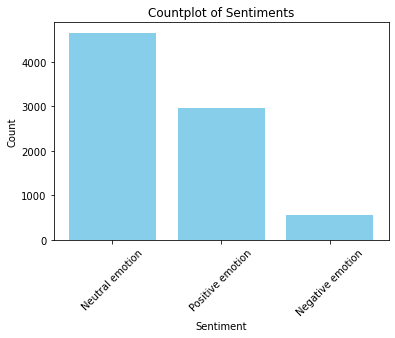 Countplot of Sentiments
Count
4000
3000
2000
1000
0
Neutral emotion
Positive emotion
Negative emotion
Sentiment